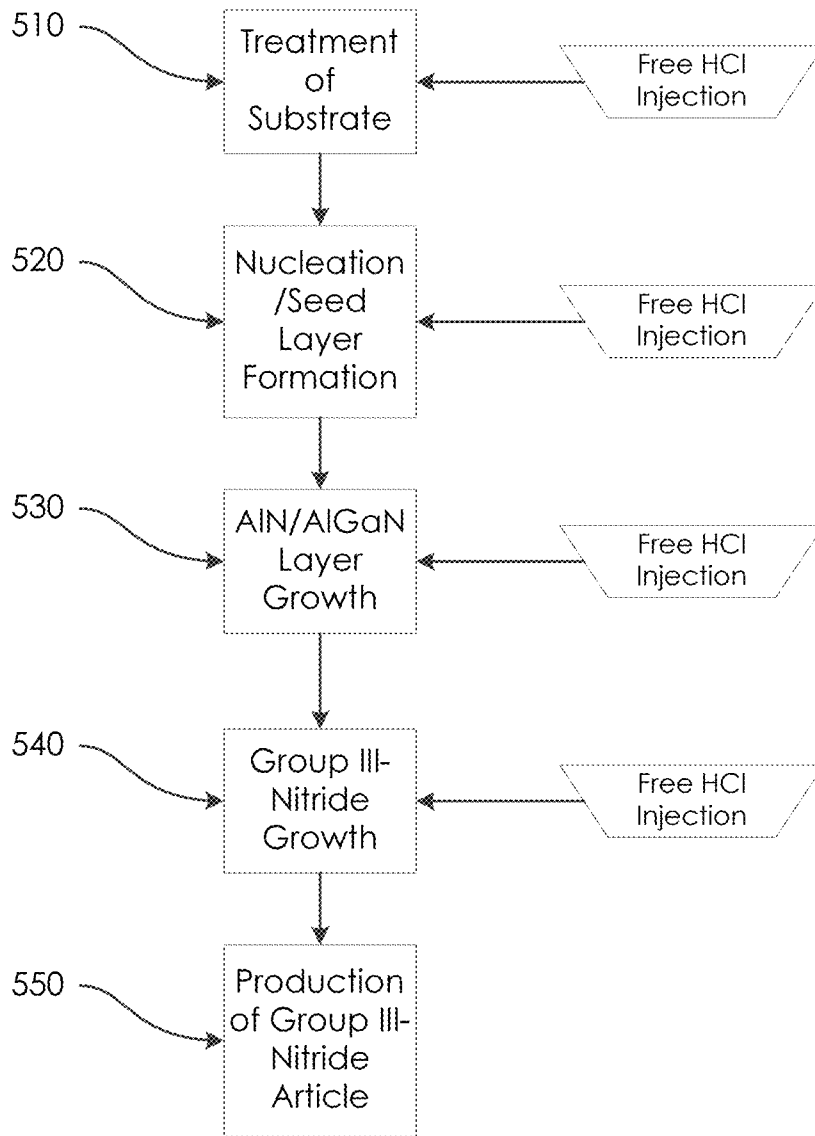 510
Treatment
of
Substrate
Free HCl
Injection
520
Nucleation
/Seed
Layer
Formation
Free HCl
Injection
530
AlN/AlGaN
Layer
Growth
Free HCl
Injection
540
Group III-
Nitride
Growth
Free HCl
Injection
550
Production
of Group III-
Nitride
Article